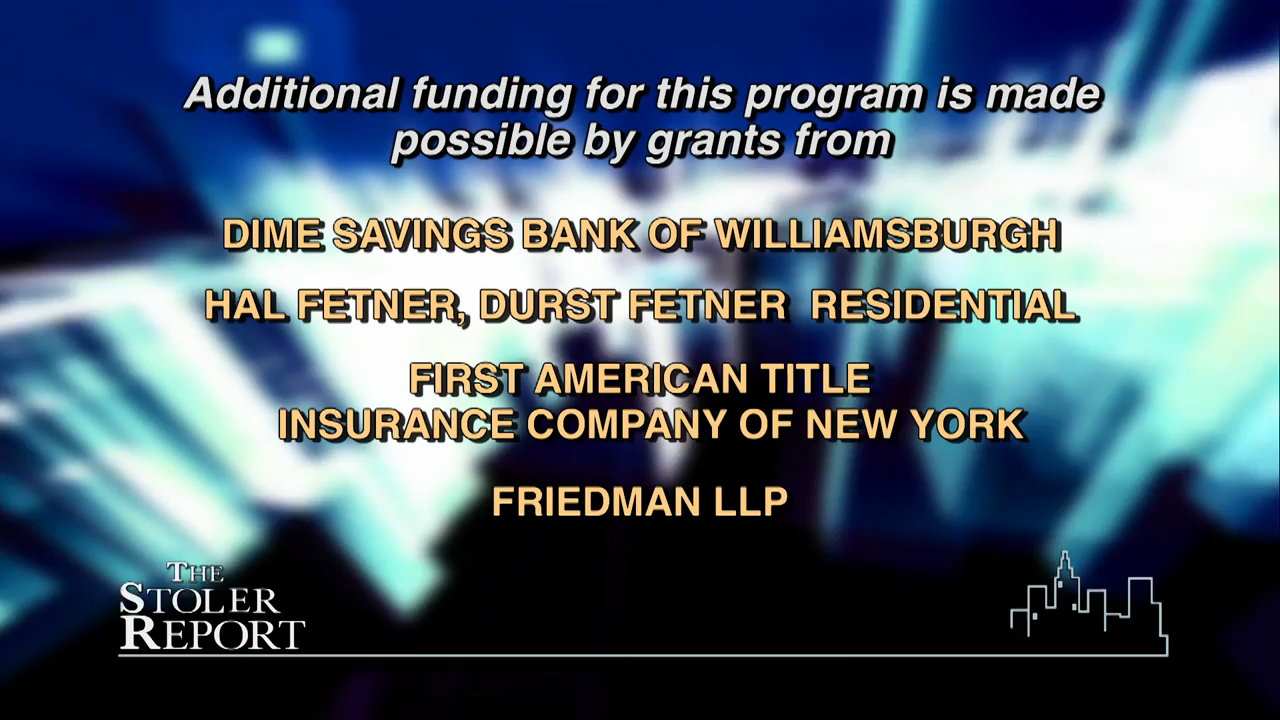 Additional funding for this program is made
possible by grants from
DIME SAVINGS BANK OF WILLIAMSBURGH
HAL FETNER, DURST FETNER RESIDENTIAL
FIRST AMERICAN TITLE
INSURANCE COMPANY OF NEW YORK
FRIEDMAN LLP
THE
STOLER
REPORT